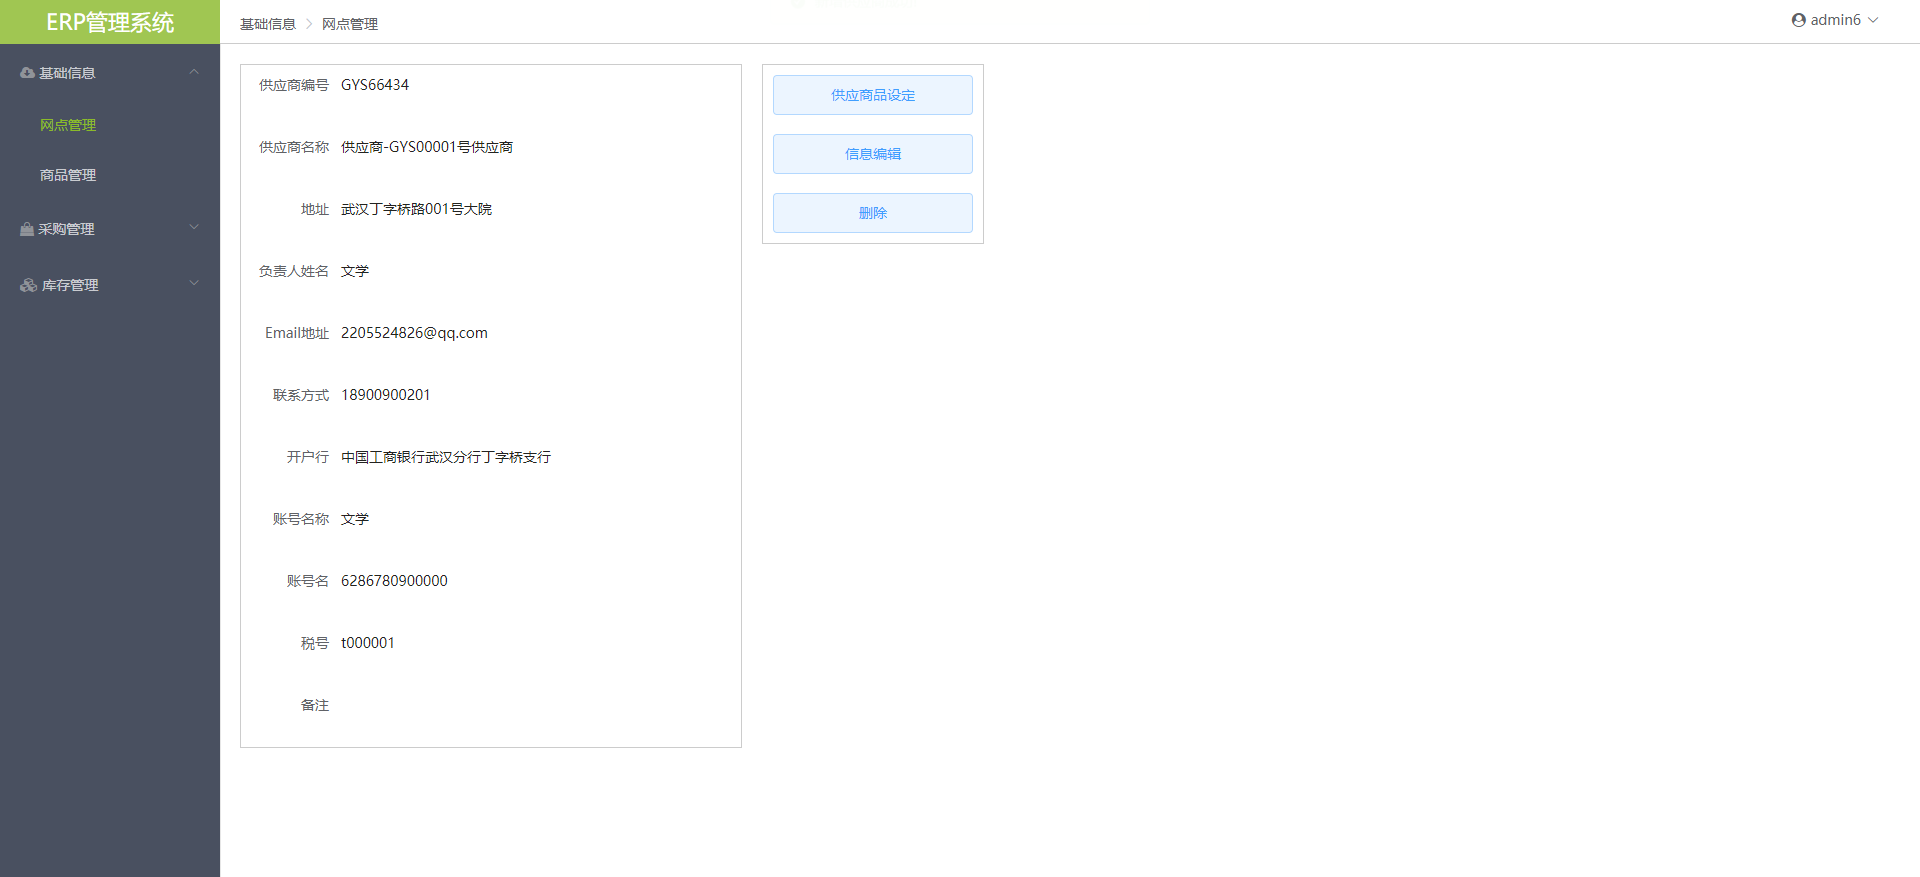 ERP管理系统
基础信息
网点管理
商品管理
采购管理
库存管理
基础信息 > 网点管理
admin6
供应商编号 GYS66434
供应商名称 供应商-GYS00001号供应商
地址 武汉丁字桥路001号大院
负责人姓名 文学
Email地址 2205524826@qq.com
联系方式 18900900201
开户行 中国工商银行武汉分行丁字桥支行
账号名称 文学
账号名 6286780900000
税号 t000001
备注
供应商品设定
信息编辑
删除